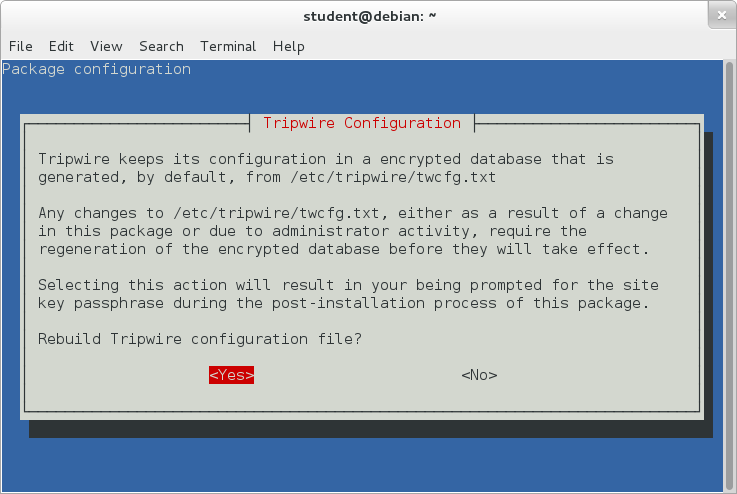 student@debian: ~
×
File Edit View Search Terminal Help
Package configuration
Tripwire Configuration
Tripwire keeps its configuration in a encrypted database that is
generated, by default, from /etc/tripwire/twcfg.txt
Any changes to /etc/tripwire/twcfg.txt, either as a result of a change
in this package or due to administrator activity, require the
regeneration of the encrypted database before they will take effect.
Selecting this action will result in your being prompted for the site
key passphrase during the post-installation process of this package.
Rebuild Tripwire configuration file?
<Yes> <No>